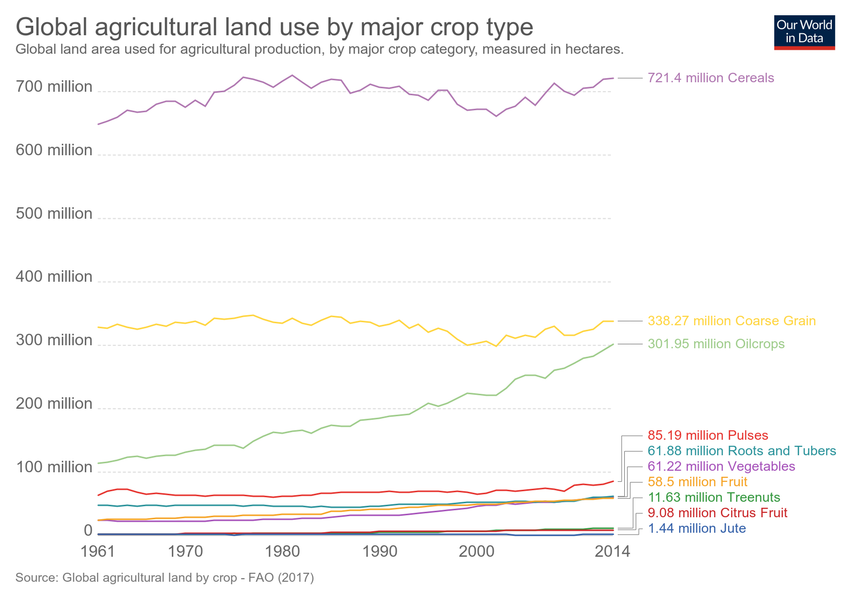 Global agricultural land use by major crop type
Global land area used for agricultural production, by major crop category, measured in hectares.
Our World
in Data
700 million
600 million
500 million
400 million
300 million
200 million
100 million
0
1961
1970
1980
1990
2000
2014
721.4 million Cereals
338.27 million Coarse Grain
301.95 million Oilcrops
85.19 million Pulses
61.88 million Roots and Tubers
61.22 million Vegetables
58.5 million Fruit
11.63 million Treenuts
9.08 million Citrus Fruit
1.44 million Jute
Source: Global agricultural land by crop - FAO (2017)